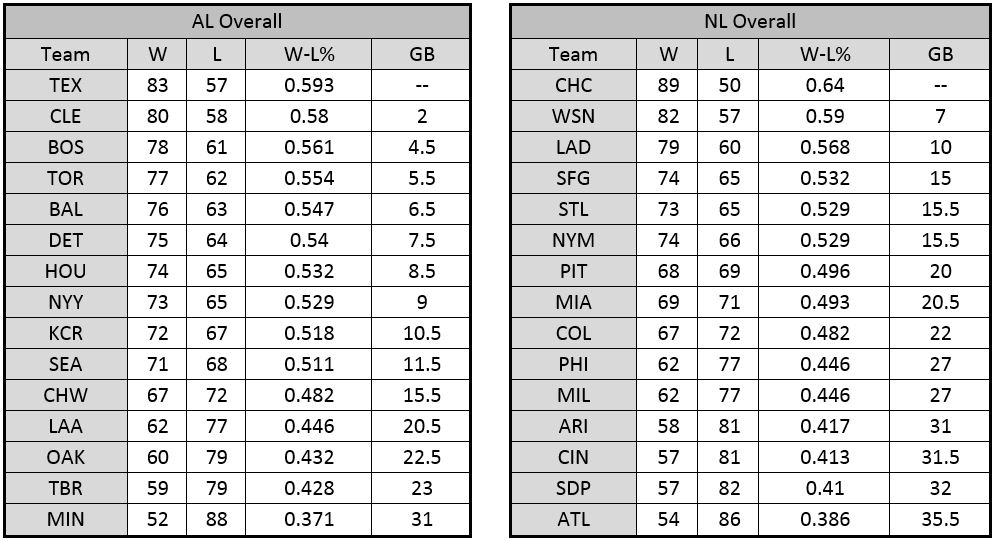 AL Overall
Team W L W-L% GB
TEX 83 57 0.593 --
CLE 80 58 0.58 2
BOS 78 61 0.561 4.5
TOR 77 62 0.554 5.5
BAL 76 63 0.547 6.5
DET 75 64 0.54 7.5
HOU 74 65 0.532 8.5
NYY 73 65 0.529 9
KCR 72 67 0.518 10.5
SEA 71 68 0.511 11.5
CHW 67 72 0.482 15.5
LAA 62 77 0.446 20.5
OAK 60 79 0.432 22.5
TBR 59 79 0.428 23
MIN 52 88 0.371 31
NL Overall
Team W L W-L% GB
CHC 89 50 0.64 --
WSN 82 57 0.59 7
LAD 79 60 0.568 10
SFG 74 65 0.532 15
STL 73 65 0.529 15.5
NYM 74 66 0.529 15.5
PIT 68 69 0.496 20
MIA 69 71 0.493 20.5
COL 67 72 0.482 22
PHI 62 77 0.446 27
MIL 62 77 0.446 27
ARI 58 81 0.417 31
CIN 57 81 0.413 31.5
SDP 57 82 0.41 32
ATL 54 86 0.386 35.5